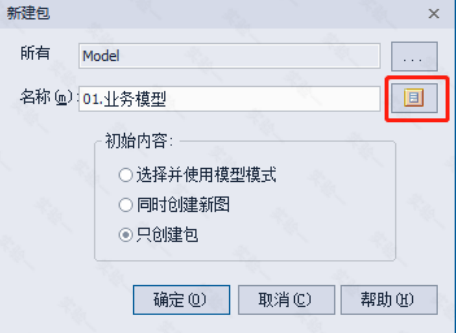 新建包
所有 Model ...
名称(m): 01.业务模型
初始内容:
选择并使用模型模式
同时创建新图
只创建包
确定(O) 取消(C) 帮助(H)